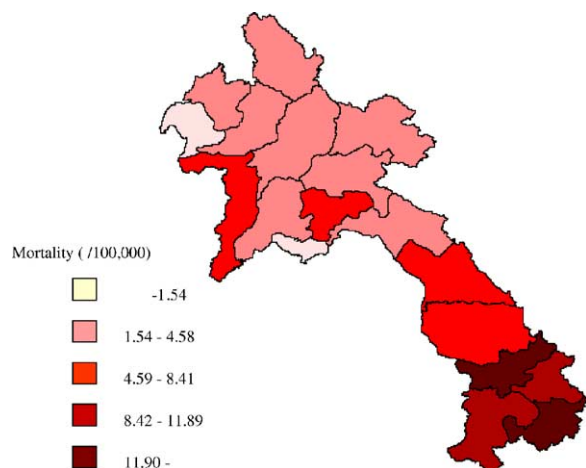 Mortality ( /100,000)
-1.54
1.54 - 4.58
4.59 - 8.41
8.42 - 11.89
11.90 -